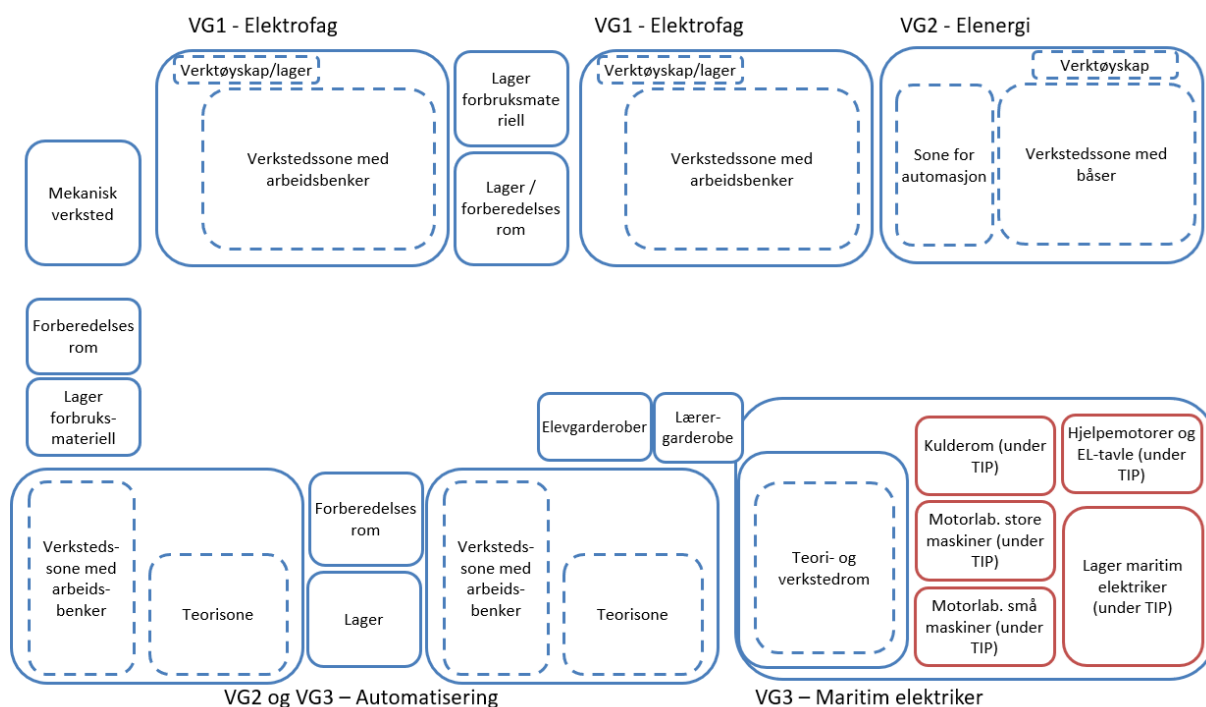 VG1 - Elektrofag
VG1 - Elektrofag
VG2 - Elenergi
Verktøyskap/lager
Verkstedssone med
arbeidsbenker
Lager
forbruksmate
riell
Lager /
forberedelses
rom
Verktøyskap/lager
Verkstedssone med
arbeidsbenker
Verktøyskap
Sone for
automasjon
Verkstedssone med
båser
Mekanisk
verksted
Forberedelses
rom
Lager
forbruks-
materiell
Elevgarderober
Lærer-
garderobe
Verksteds-
sone med
arbeids-
benker
Teorisone
Forberedelses
rom
Lager
Verksteds-
sone med
arbeids-
benker
Teorisone
Teori- og
verkstedrom
Kulderom (under
TIP)
Hjelpemotorer og
EL-tavle (under
TIP)
Motorlab. store
maskiner (under
TIP)
Motorlab. små
maskiner (under
TIP)
Lager maritim
elektriker
(under TIP)
VG2 og VG3 – Automatisering
VG3 – Maritim elektriker